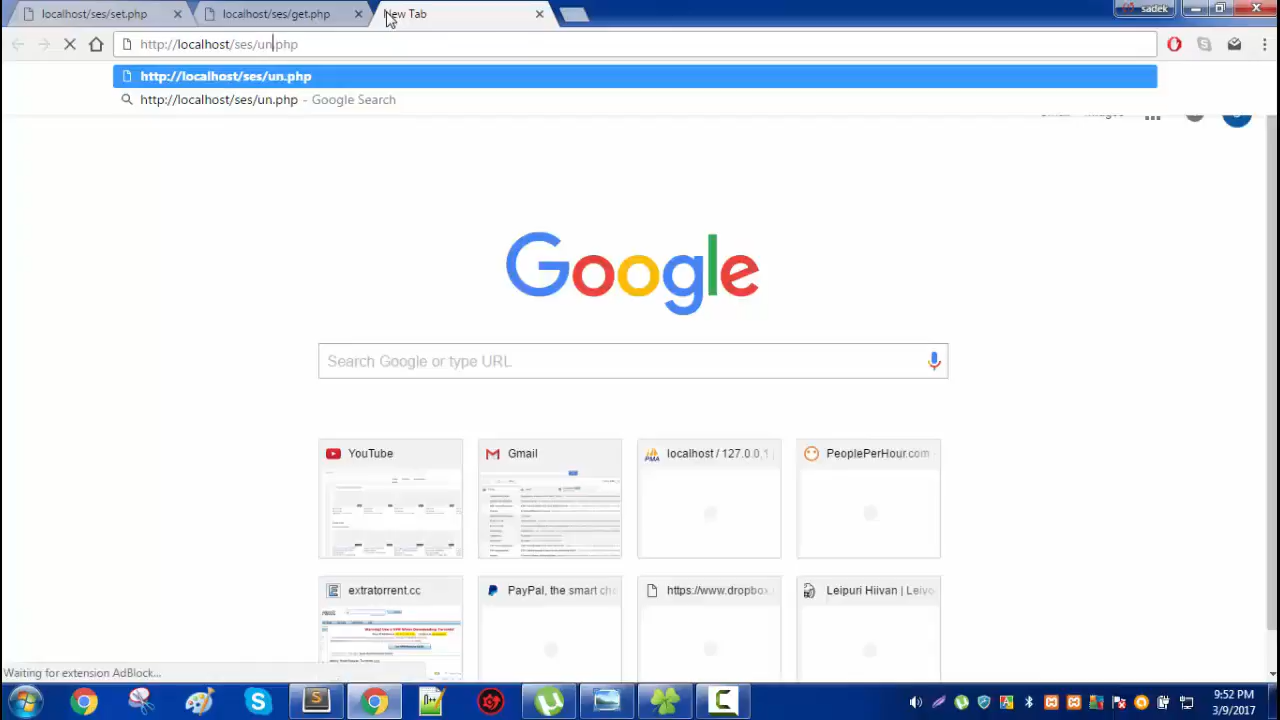 localhost/ses/set.php
localhost/ses/get.php
New Tab
sadek
http://localhost/ses/un.php
http://localhost/ses/un.php
http://localhost/ses/un.php - Google Search
Google
Search Google or type URL
YouTube
Gmail
localhost / 127.0.0.1
PeoplePerHour.com
extratorrent.cc
PayPal, the smart ch
https://www.dropbox.
Leipuri Hiivan | Leiv
Waiting for extension AdBlock...
9:52 PM
3/9/2017